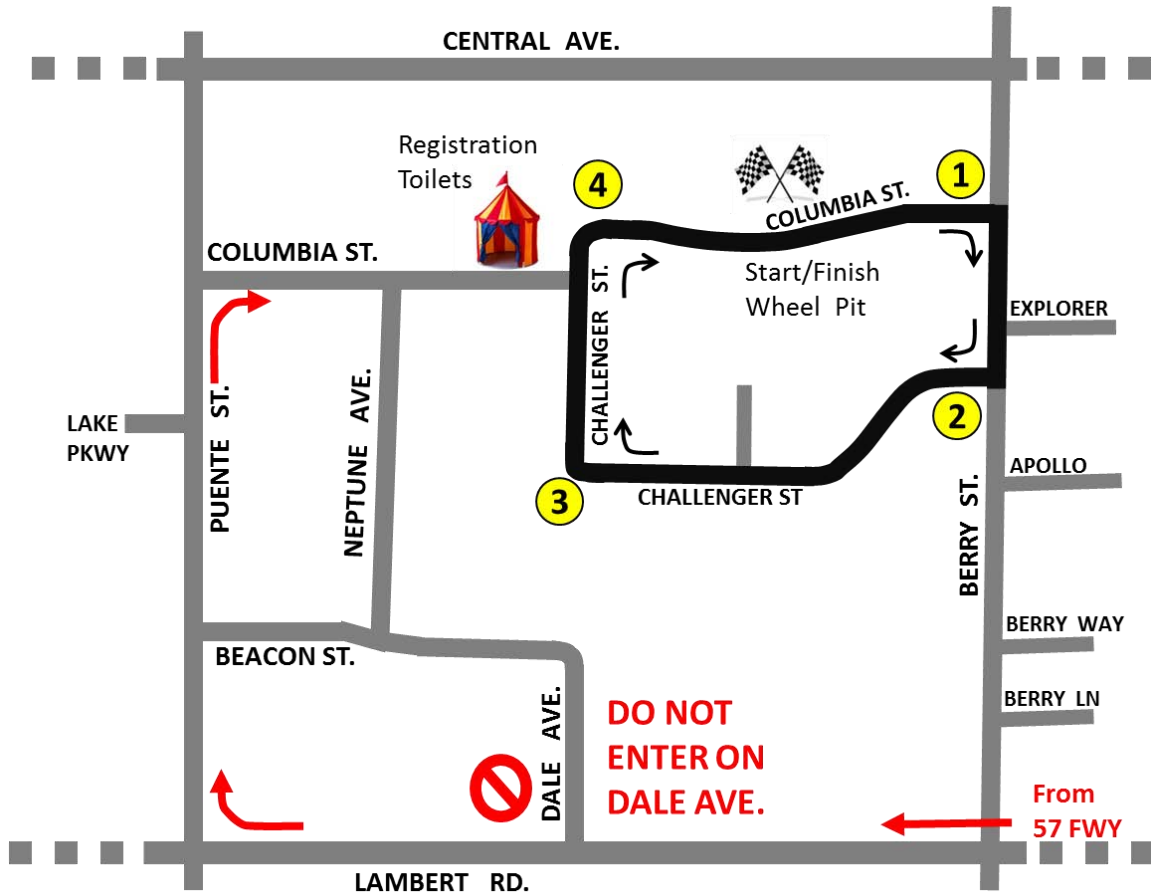 CENTRAL AVE.
Registration
Toilets
4
1
COLUMBIA ST.
COLUMBIA ST.
Start/Finish
Wheel Pit
CHALLENGER ST.
EXPLORER
PUENTE ST.
NEPTUNE AVE.
LAKE
PKWY
2
3
CHALLENGER ST
APOLLO
BERRY ST.
BEACON ST.
BERRY WAY
BERRY LN
DALE AVE.
DO NOT
ENTER ON
DALE AVE.
From
57 FWY
LAMBERT RD.